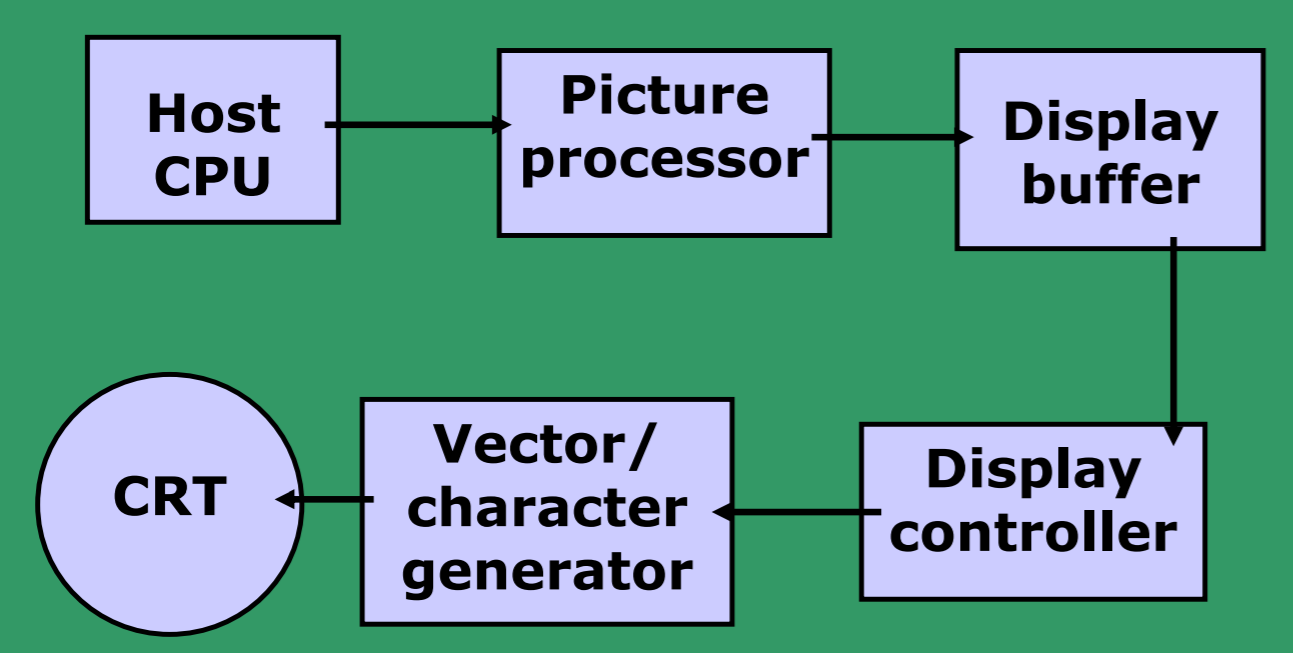 Host
CPU
Picture
processor
Display
buffer
Display
controller
Vector/
character
generator
CRT